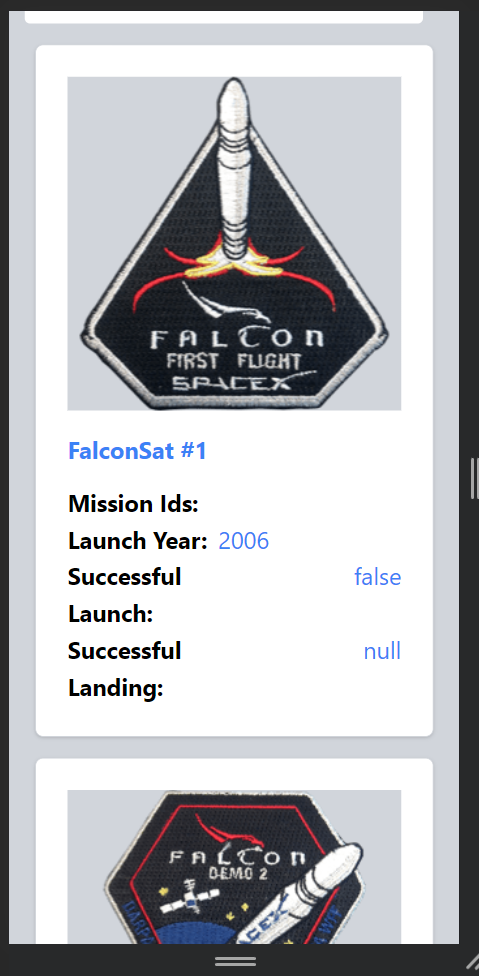 FALCON
FIRST FLIGHT
SPACEX
FalconSat #1
Mission Ids:
Launch Year: 2006
Successful false
Launch:
Successful null
Landing:
FALCON
DEMO 2